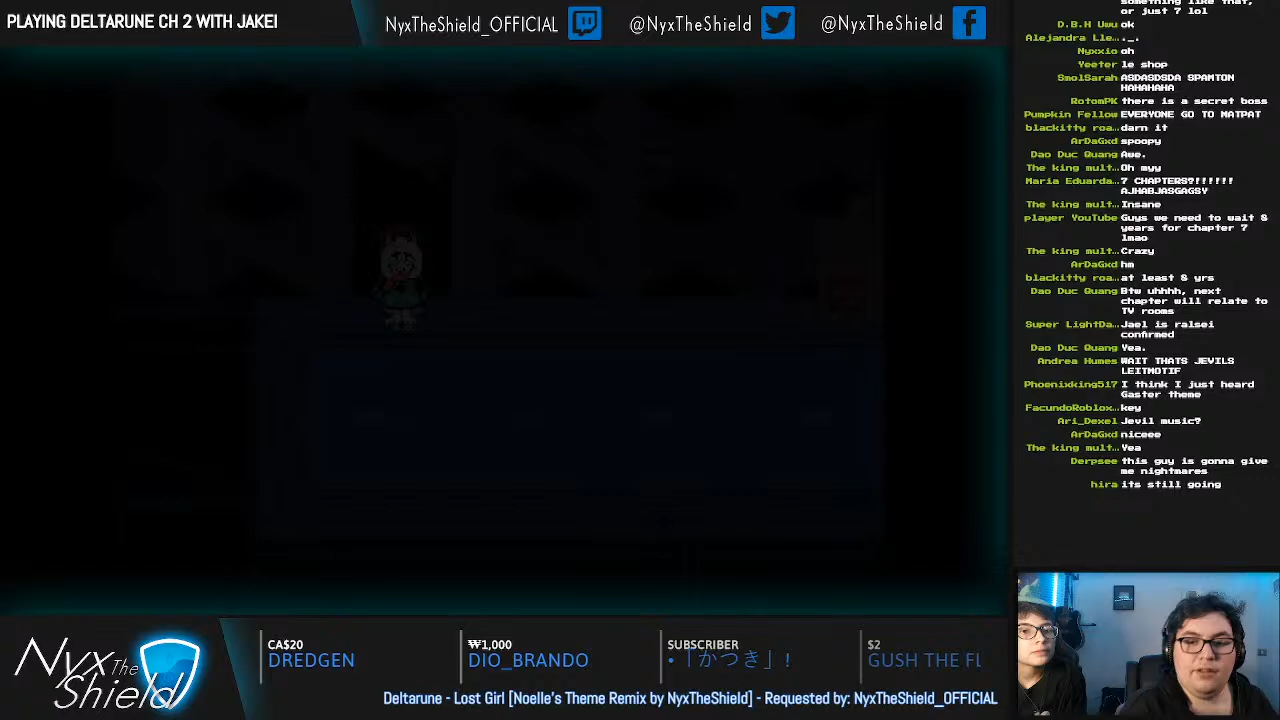 PLAYING DELTARUNE CH 2 WITH JAKEI
NyxTheShield_OFFICIAL
@NyxTheShield
@NyxTheShield
something like that,
or just 7 lol
D.B.H Uwu ok
Alejandra Lle… ._.
Nyxxio oh
Yeeter le shop
SmolSarah ASDASDSDA SPAMTON
HAHAHAHA
RotomPK there is a secret boss
Pumpkin Fellow EVERYONE GO TO MATPAT
blackitty roa… darn it
ArDaGxd spoopy
Dao Duc Quang Awe.
The king mult… Oh myy
Maria Eduarda… 7 CHAPTERS?!!!!!!
AJHABJASGAGSY
The king mult… Insane
player YouTube Guys we need to wait 8
years for chapter 7
lmao
The king mult… Crazy
ArDaGxd hm
blackitty roa… at least 8 yrs
Dao Duc Quang Btw uhhhh, next
chapter will relate to
TV rooms
Super LightDa… Jael is ralsei
confirmed
Dao Duc Quang Yea.
Andrea Humes WAIT THATS JEVILS
LEITMOTIF
Phoenixking517 I think I just heard
Gaster theme
FacundoRoblox… key
Ari_Dexel Jevil music?
ArDaGxd niceee
The king mult… Yea
Derpsee this guy is gonna give
me nightmares
hira its still going
Nyx The Shield
CA$20
DREDGEN
₩1,000
DIO_BRANDO
SUBSCRIBER
•「かつき」!
$2
GUSH THE FL
Deltarune - Lost Girl [Noelle's Theme Remix by NyxTheShield] - Requested by: NyxTheShield_OFFICIAL